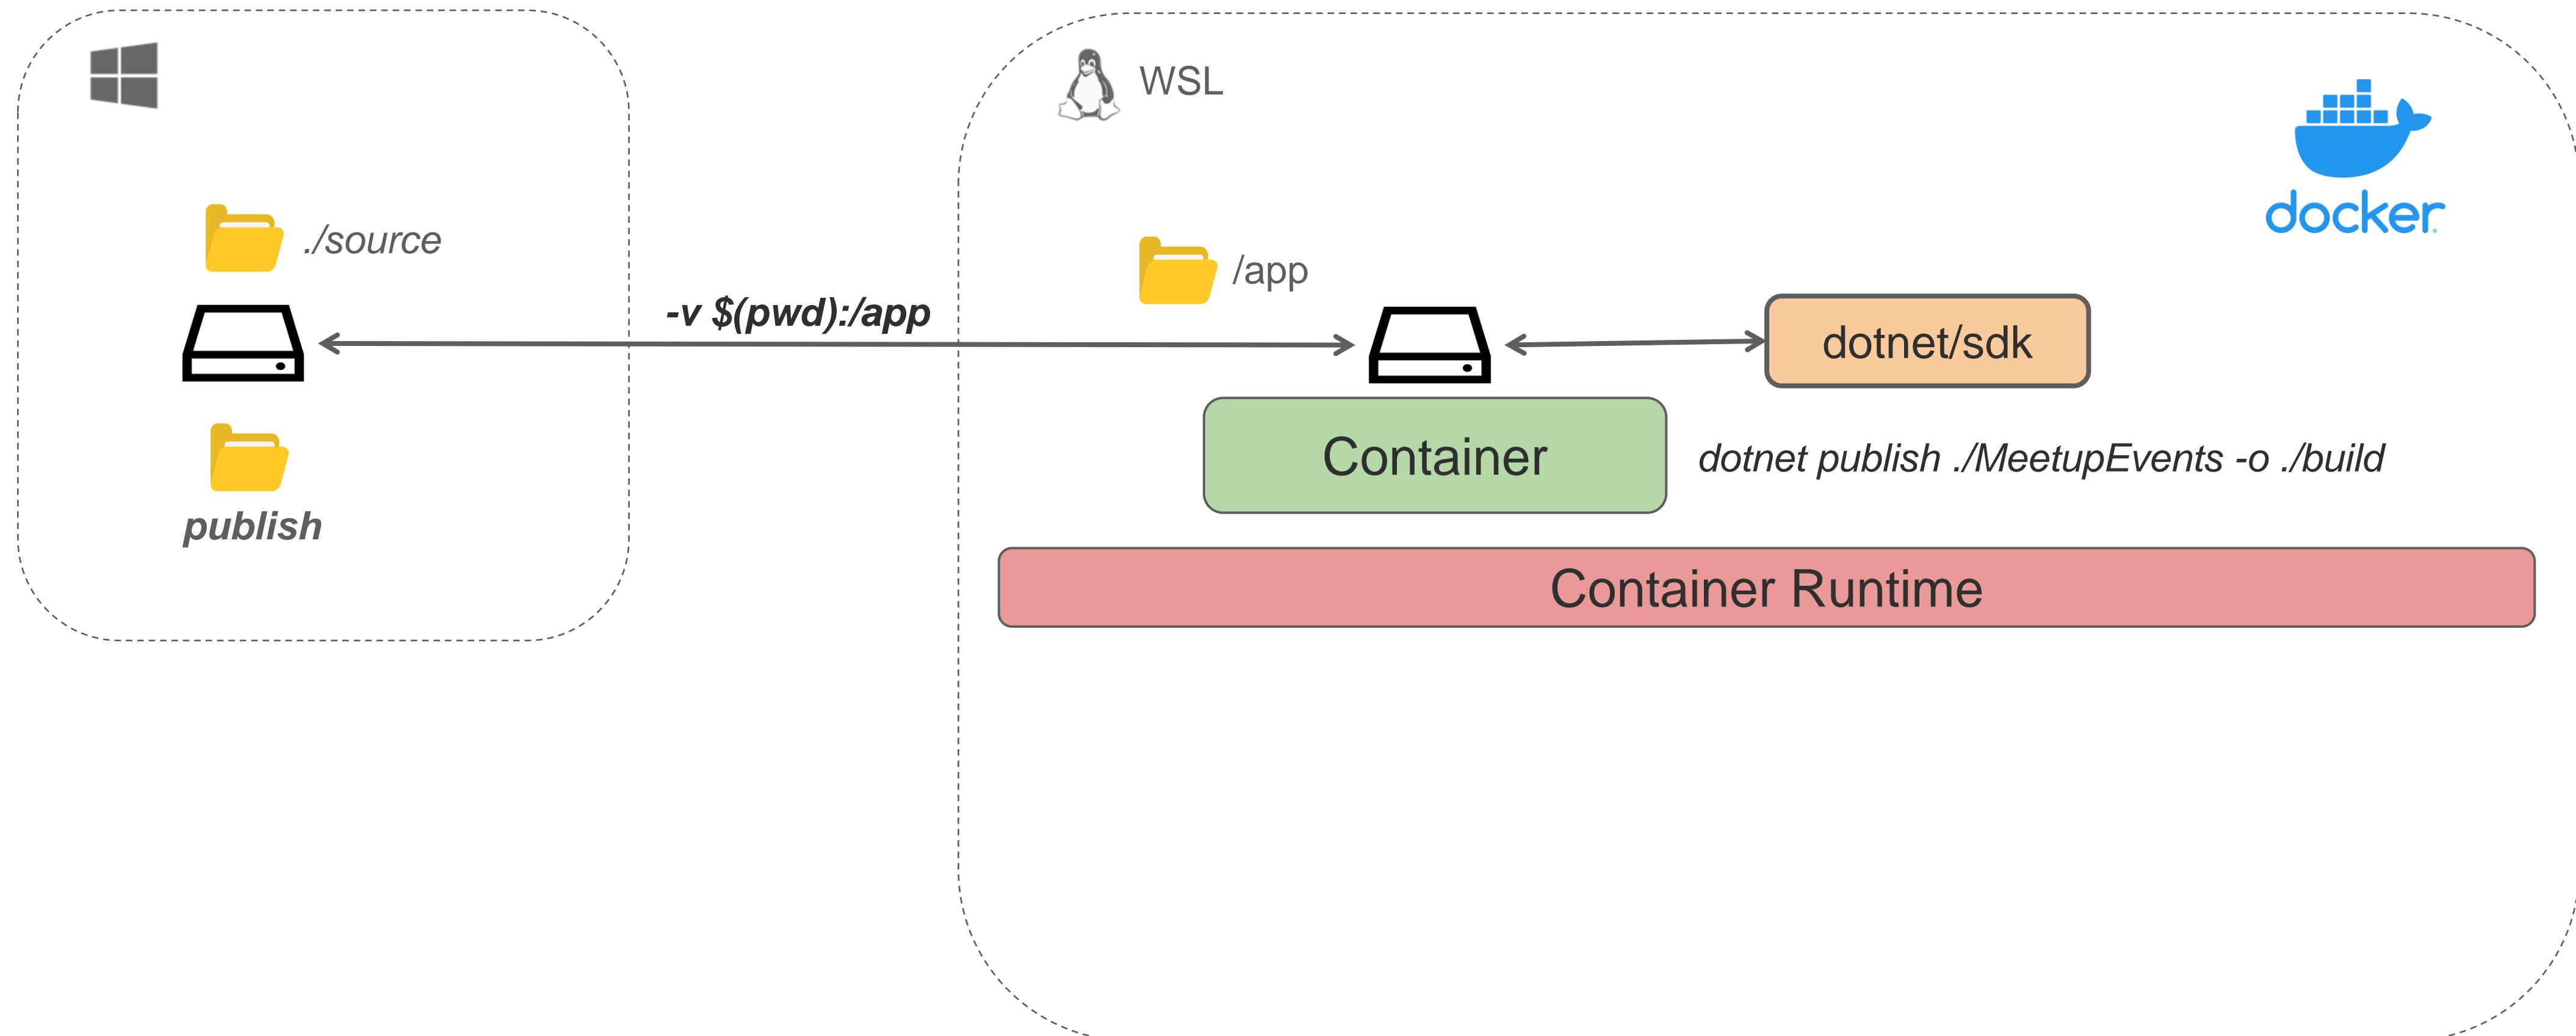 WSL
docker
./source
/app
-v $(pwd):/app
dotnet/sdk
Container
dotnet publish ./MeetupEvents -o ./build
publish
Container Runtime